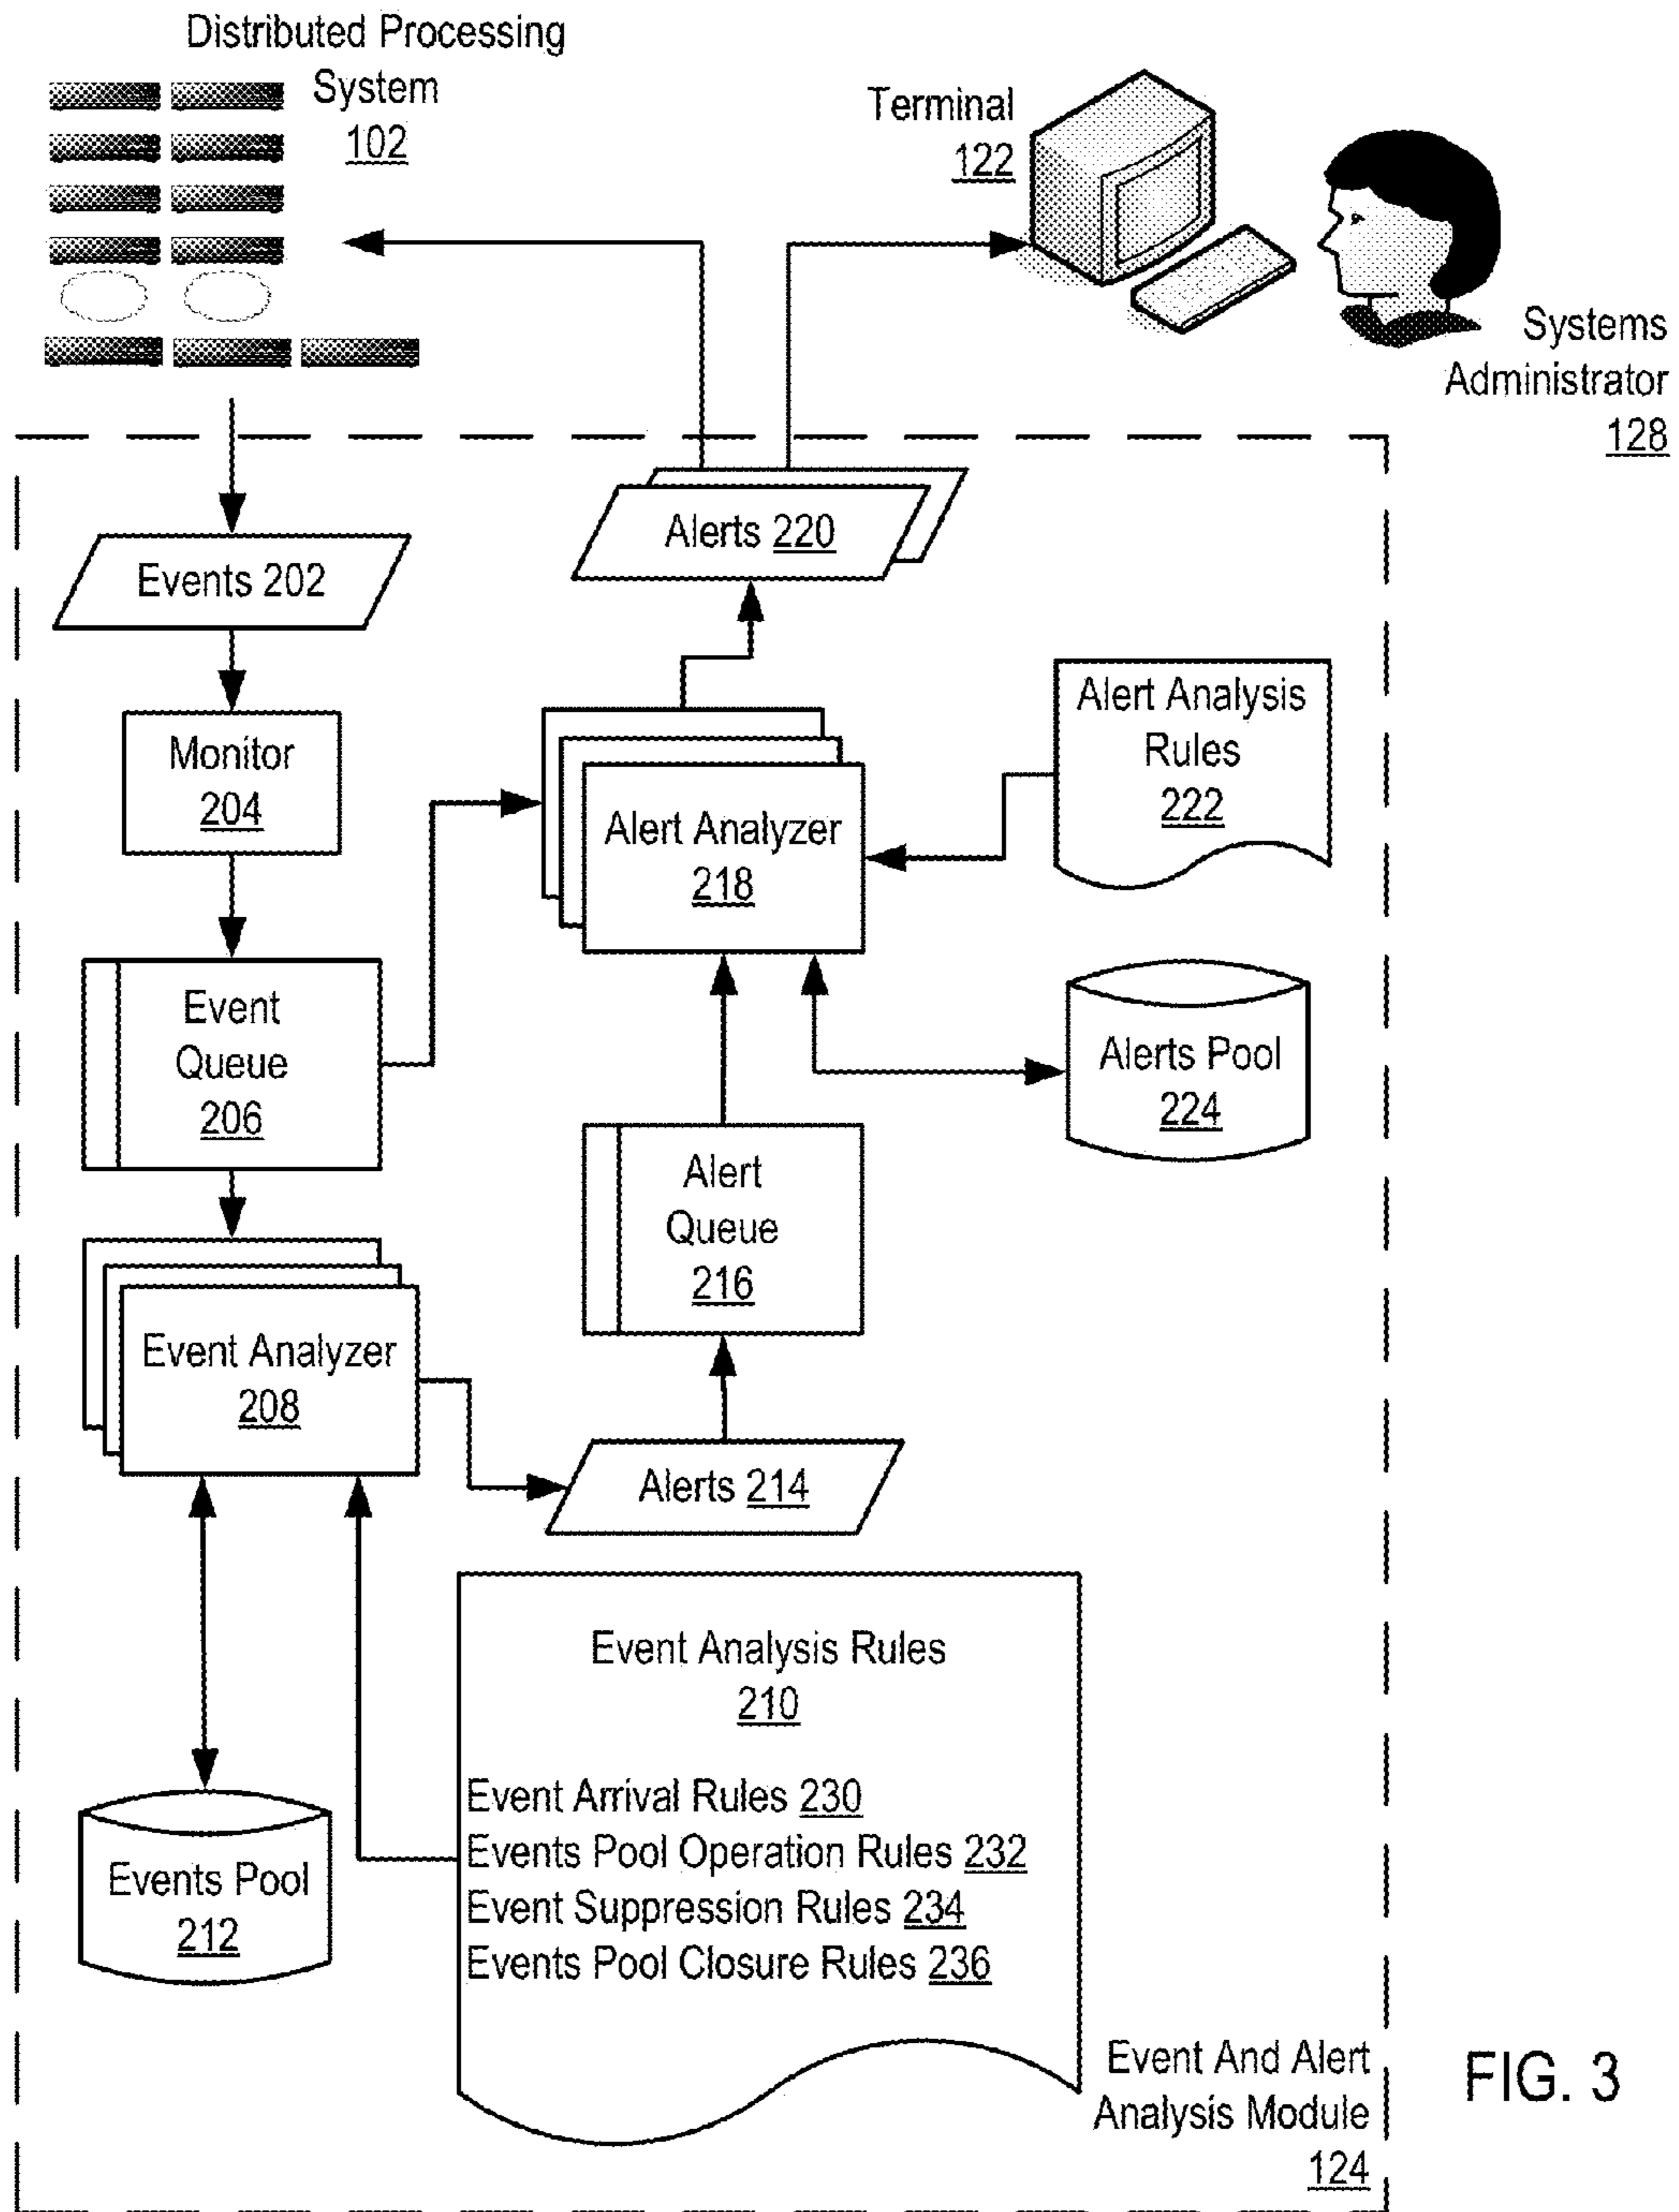 Distributed Processing
System
102
Terminal
122
Systems
Administrator
128
Events 202
Alerts 220
Monitor
204
Alert Analyzer
218
Alert Analysis
Rules
222
Event
Queue
206
Alerts Pool
224
Alert
Queue
216
Event Analyzer
208
Alerts 214
Event Analysis Rules
210
Event Arrival Rules 230
Events Pool Operation Rules 232
Event Suppression Rules 234
Events Pool Closure Rules 236
Events Pool
212
Event And Alert
Analysis Module
124
FIG. 3